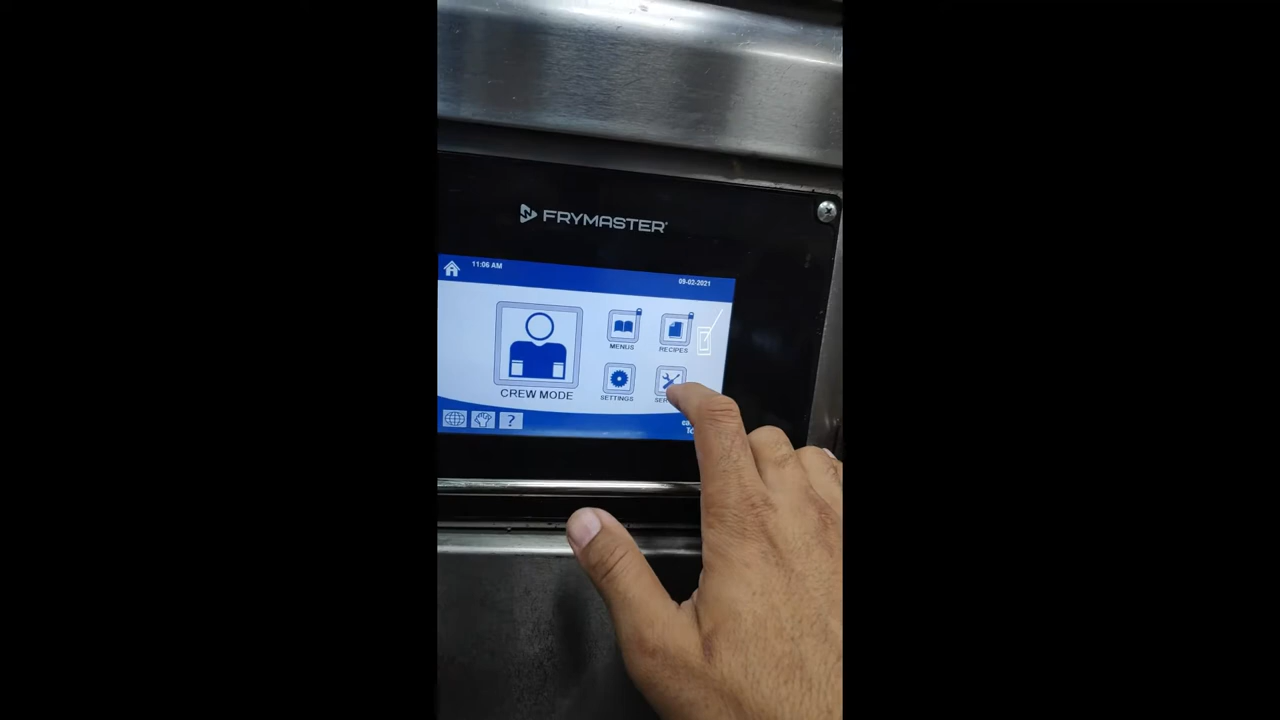 FRYMASTER
11:06 AM
09-02-2021
MENUS
RECIPES
CREW MODE
SETTINGS
?